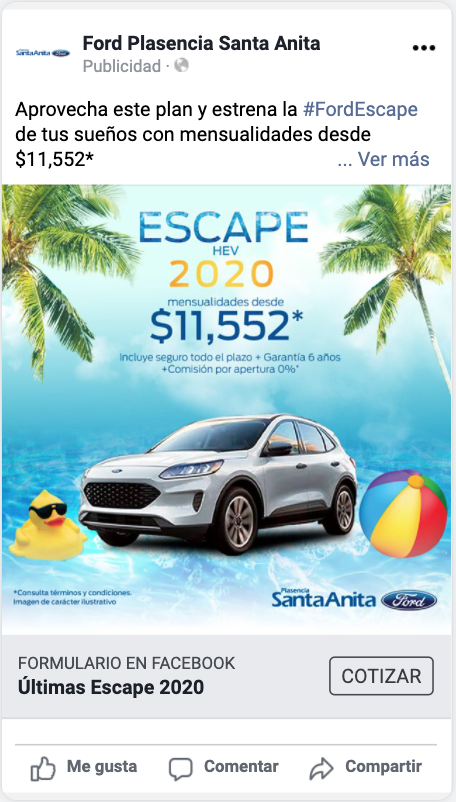 SantaAnita Ford
Ford Plasencia Santa Anita
Publicidad ·
Aprovecha este plan y estrena la #FordEscape
de tus sueños con mensualidades desde
$11,552*
... Ver más
ESCAPE
HEV
2020
mensualidades desde
$11,552*
Incluye seguro todo el plazo + Garantía 6 años
+Comisión por apertura 0%*
*Consulta términos y condiciones.
Imagen de carácter ilustrativo
Plasencia
SantaAnita Ford
FORMULARIO EN FACEBOOK
Últimas Escape 2020
COTIZAR
Me gusta
Comentar
Compartir